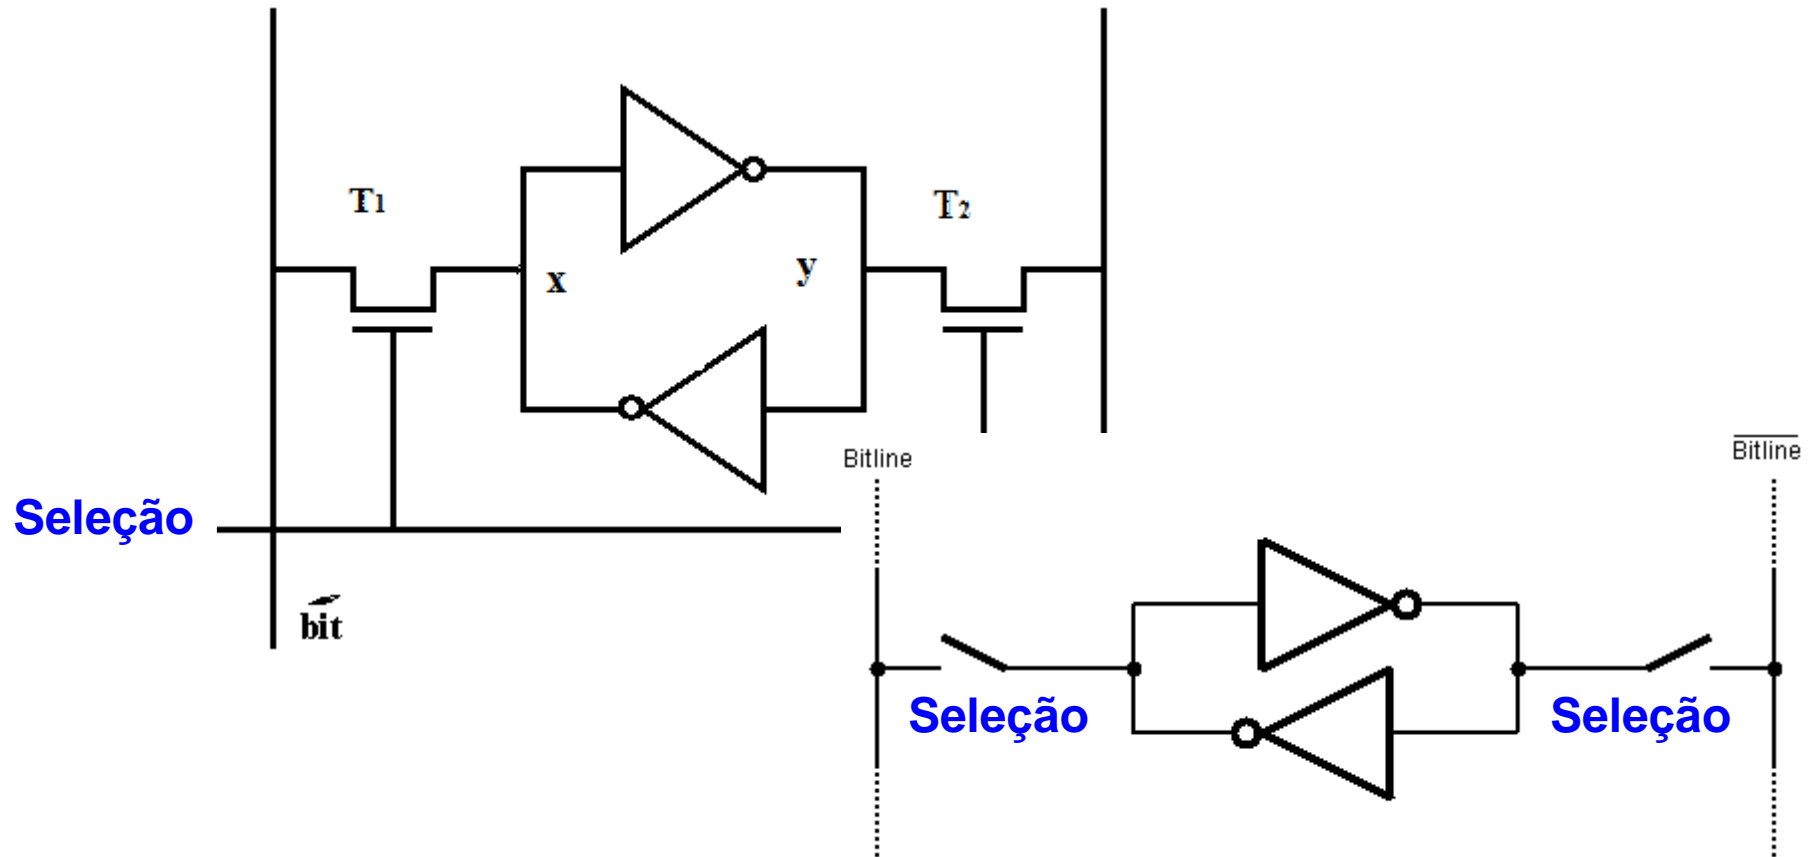 T1
T2
x
y
Bitline
Bitline
Seleção
bit
Seleção
Seleção